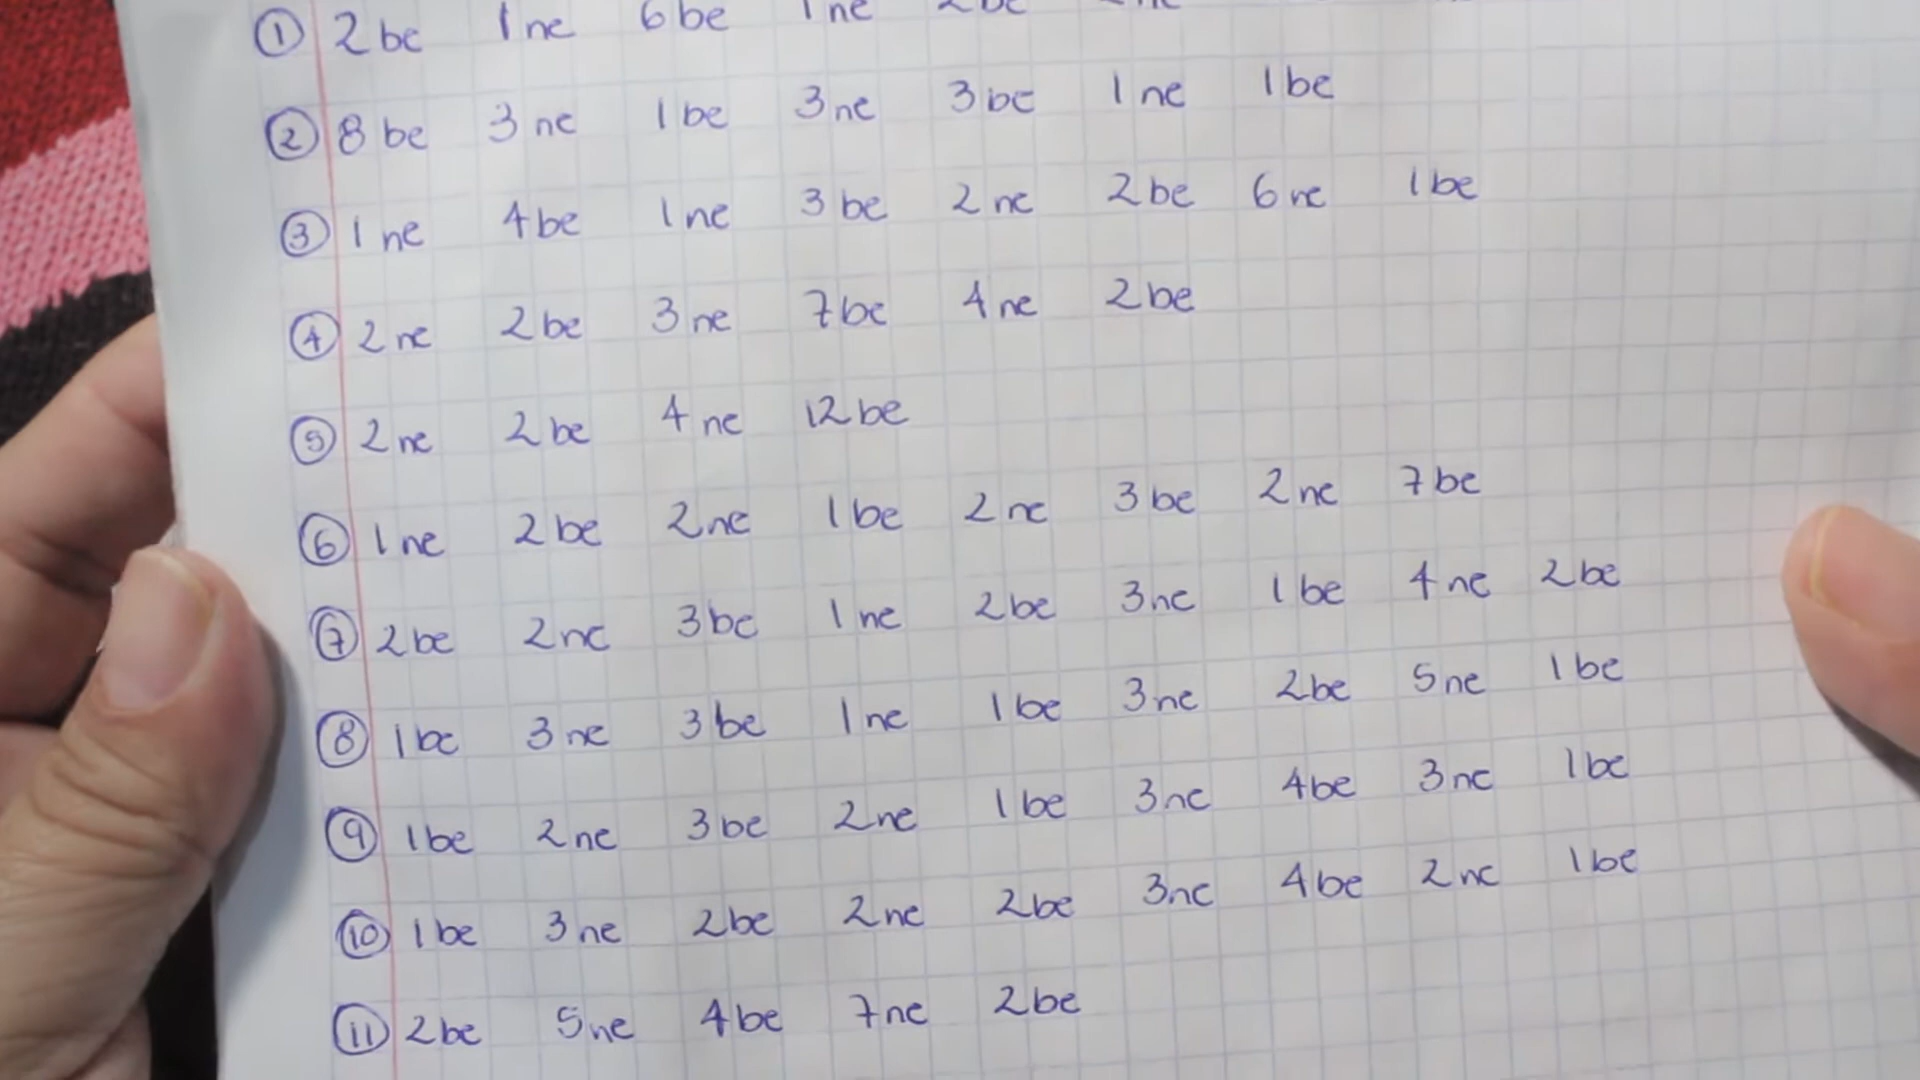 ① 2 be 1 ne 6 be 1 ne 2 be
② 8 be 3 ne 1 be 3 ne 3 be 1 ne 1 be
③ 1 ne 4 be 1 ne 3 be 2 ne 2 be 6 ne 1 be
④ 2 ne 2 be 3 ne 7 be 4 ne 2 be
⑤ 2 ne 2 be 4 ne 12 be
⑥ 1 ne 2 be 2 ne 1 be 2 ne 3 be 2 ne 7 be
⑦ 2 be 2 ne 3 be 1 ne 2 be 3 ne 1 be 4 ne 2 be
⑧ 1 be 3 ne 3 be 1 ne 1 be 3 ne 2 be 5 ne 1 be
⑨ 1 be 2 ne 3 be 2 ne 1 be 3 ne 4 be 3 ne 1 be
⑩ 1 be 3 ne 2 be 2 ne 2 be 3 ne 4 be 2 ne 1 be
⑪ 2 be 5 ne 4 be 7 ne 2 be